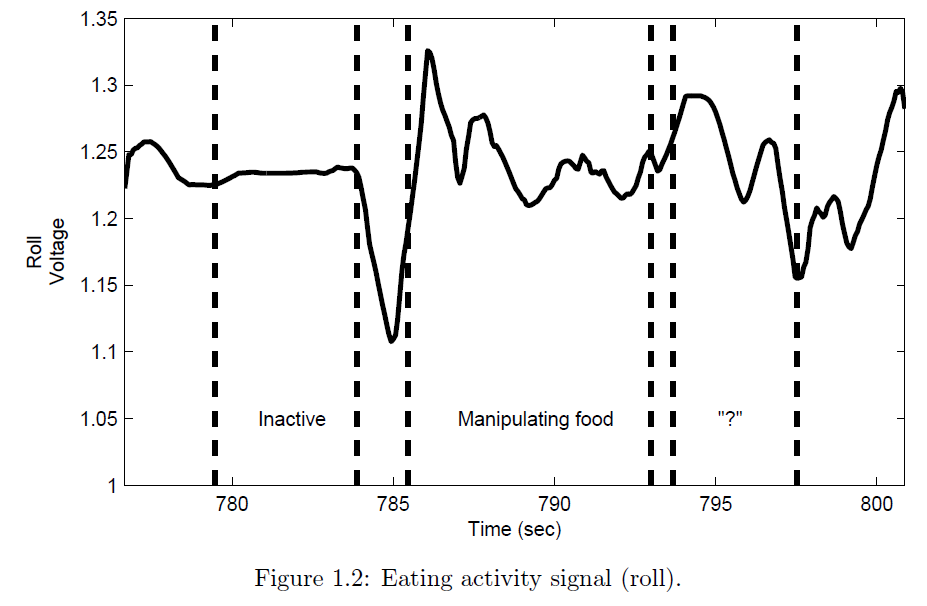 1.35
1.3
1.25
1.2
1.15
1.1
1.05
1
Roll
Voltage
Inactive
Manipulating food
"?"
780
785
790
795
800
Time (sec)
Figure 1.2: Eating activity signal (roll).